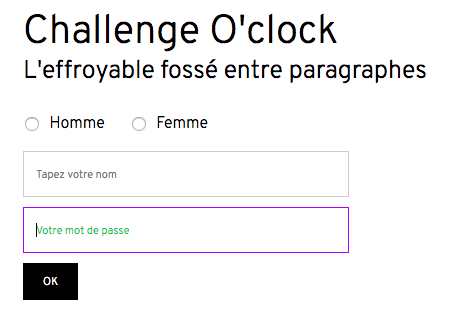 Challenge O'clock
L'effroyable fossé entre paragraphes
Homme Femme
Tapez votre nom
Votre mot de passe
OK